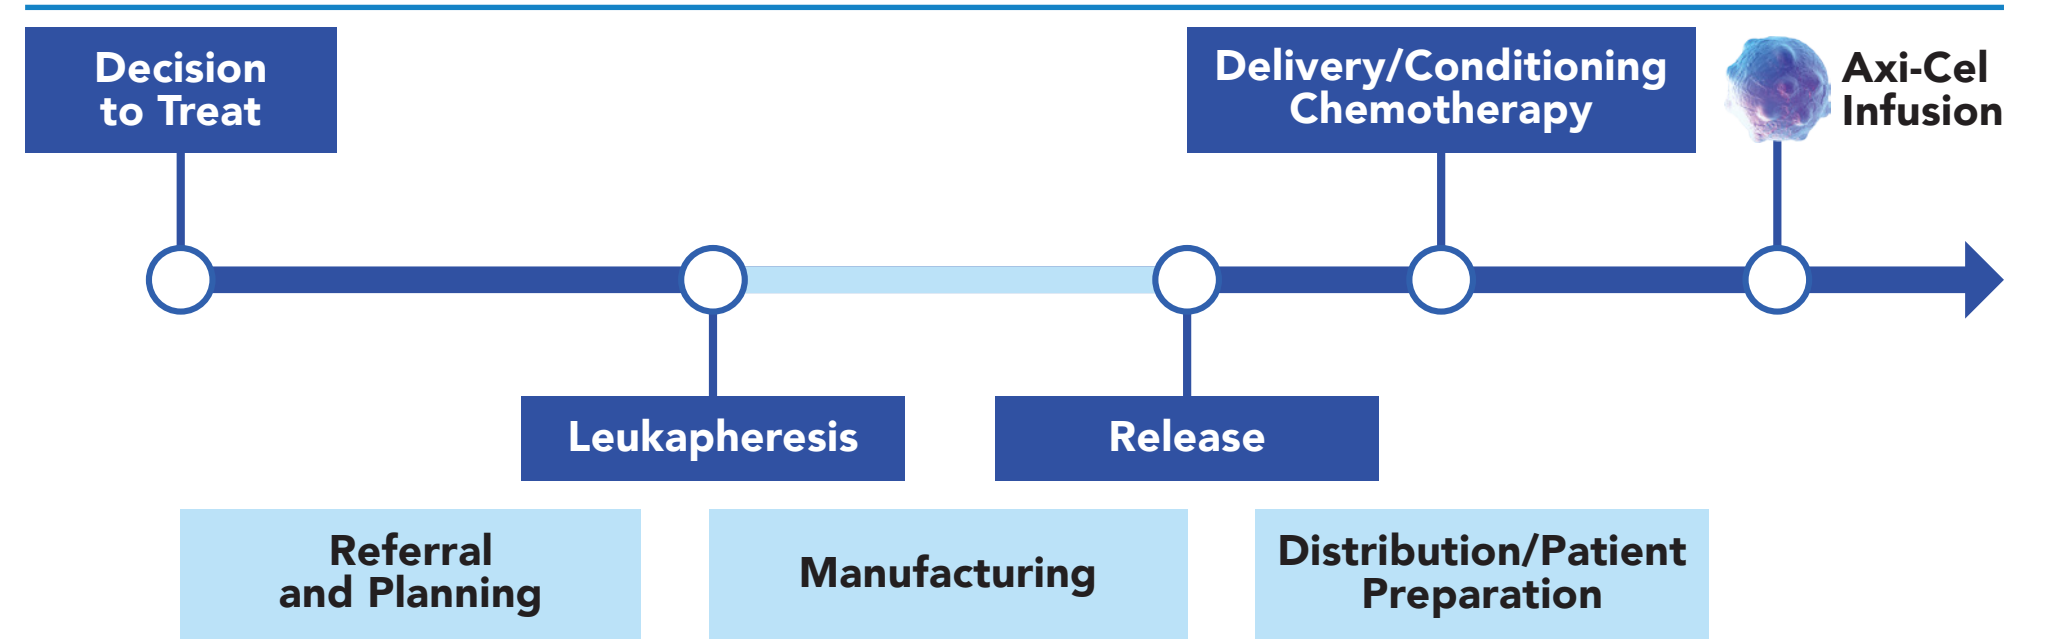 Decision
to Treat
Delivery/Conditioning
Chemotherapy
Axi-Cel
Infusion
Leukapheresis
Release
Referral
and Planning
Manufacturing
Distribution/Patient
Preparation